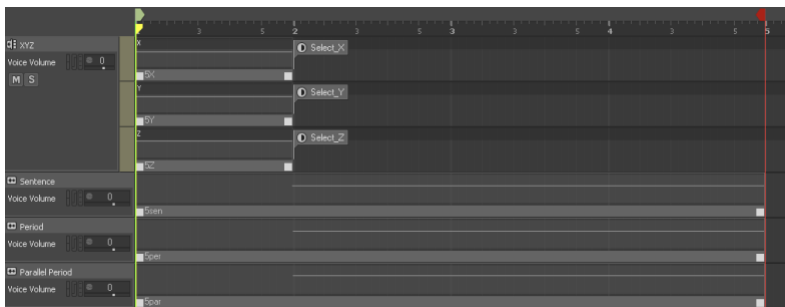 3 5 2 3 5 3 3 5 4 3 5 5
XYZ
X
Select_X
Voice Volume 0
M S
5X
Y
Select_Y
5Y
Z
Select_Z
5Z
Sentence
Voice Volume 0
5sen
Period
Voice Volume 0
5per
Parallel Period
Voice Volume 0
5par